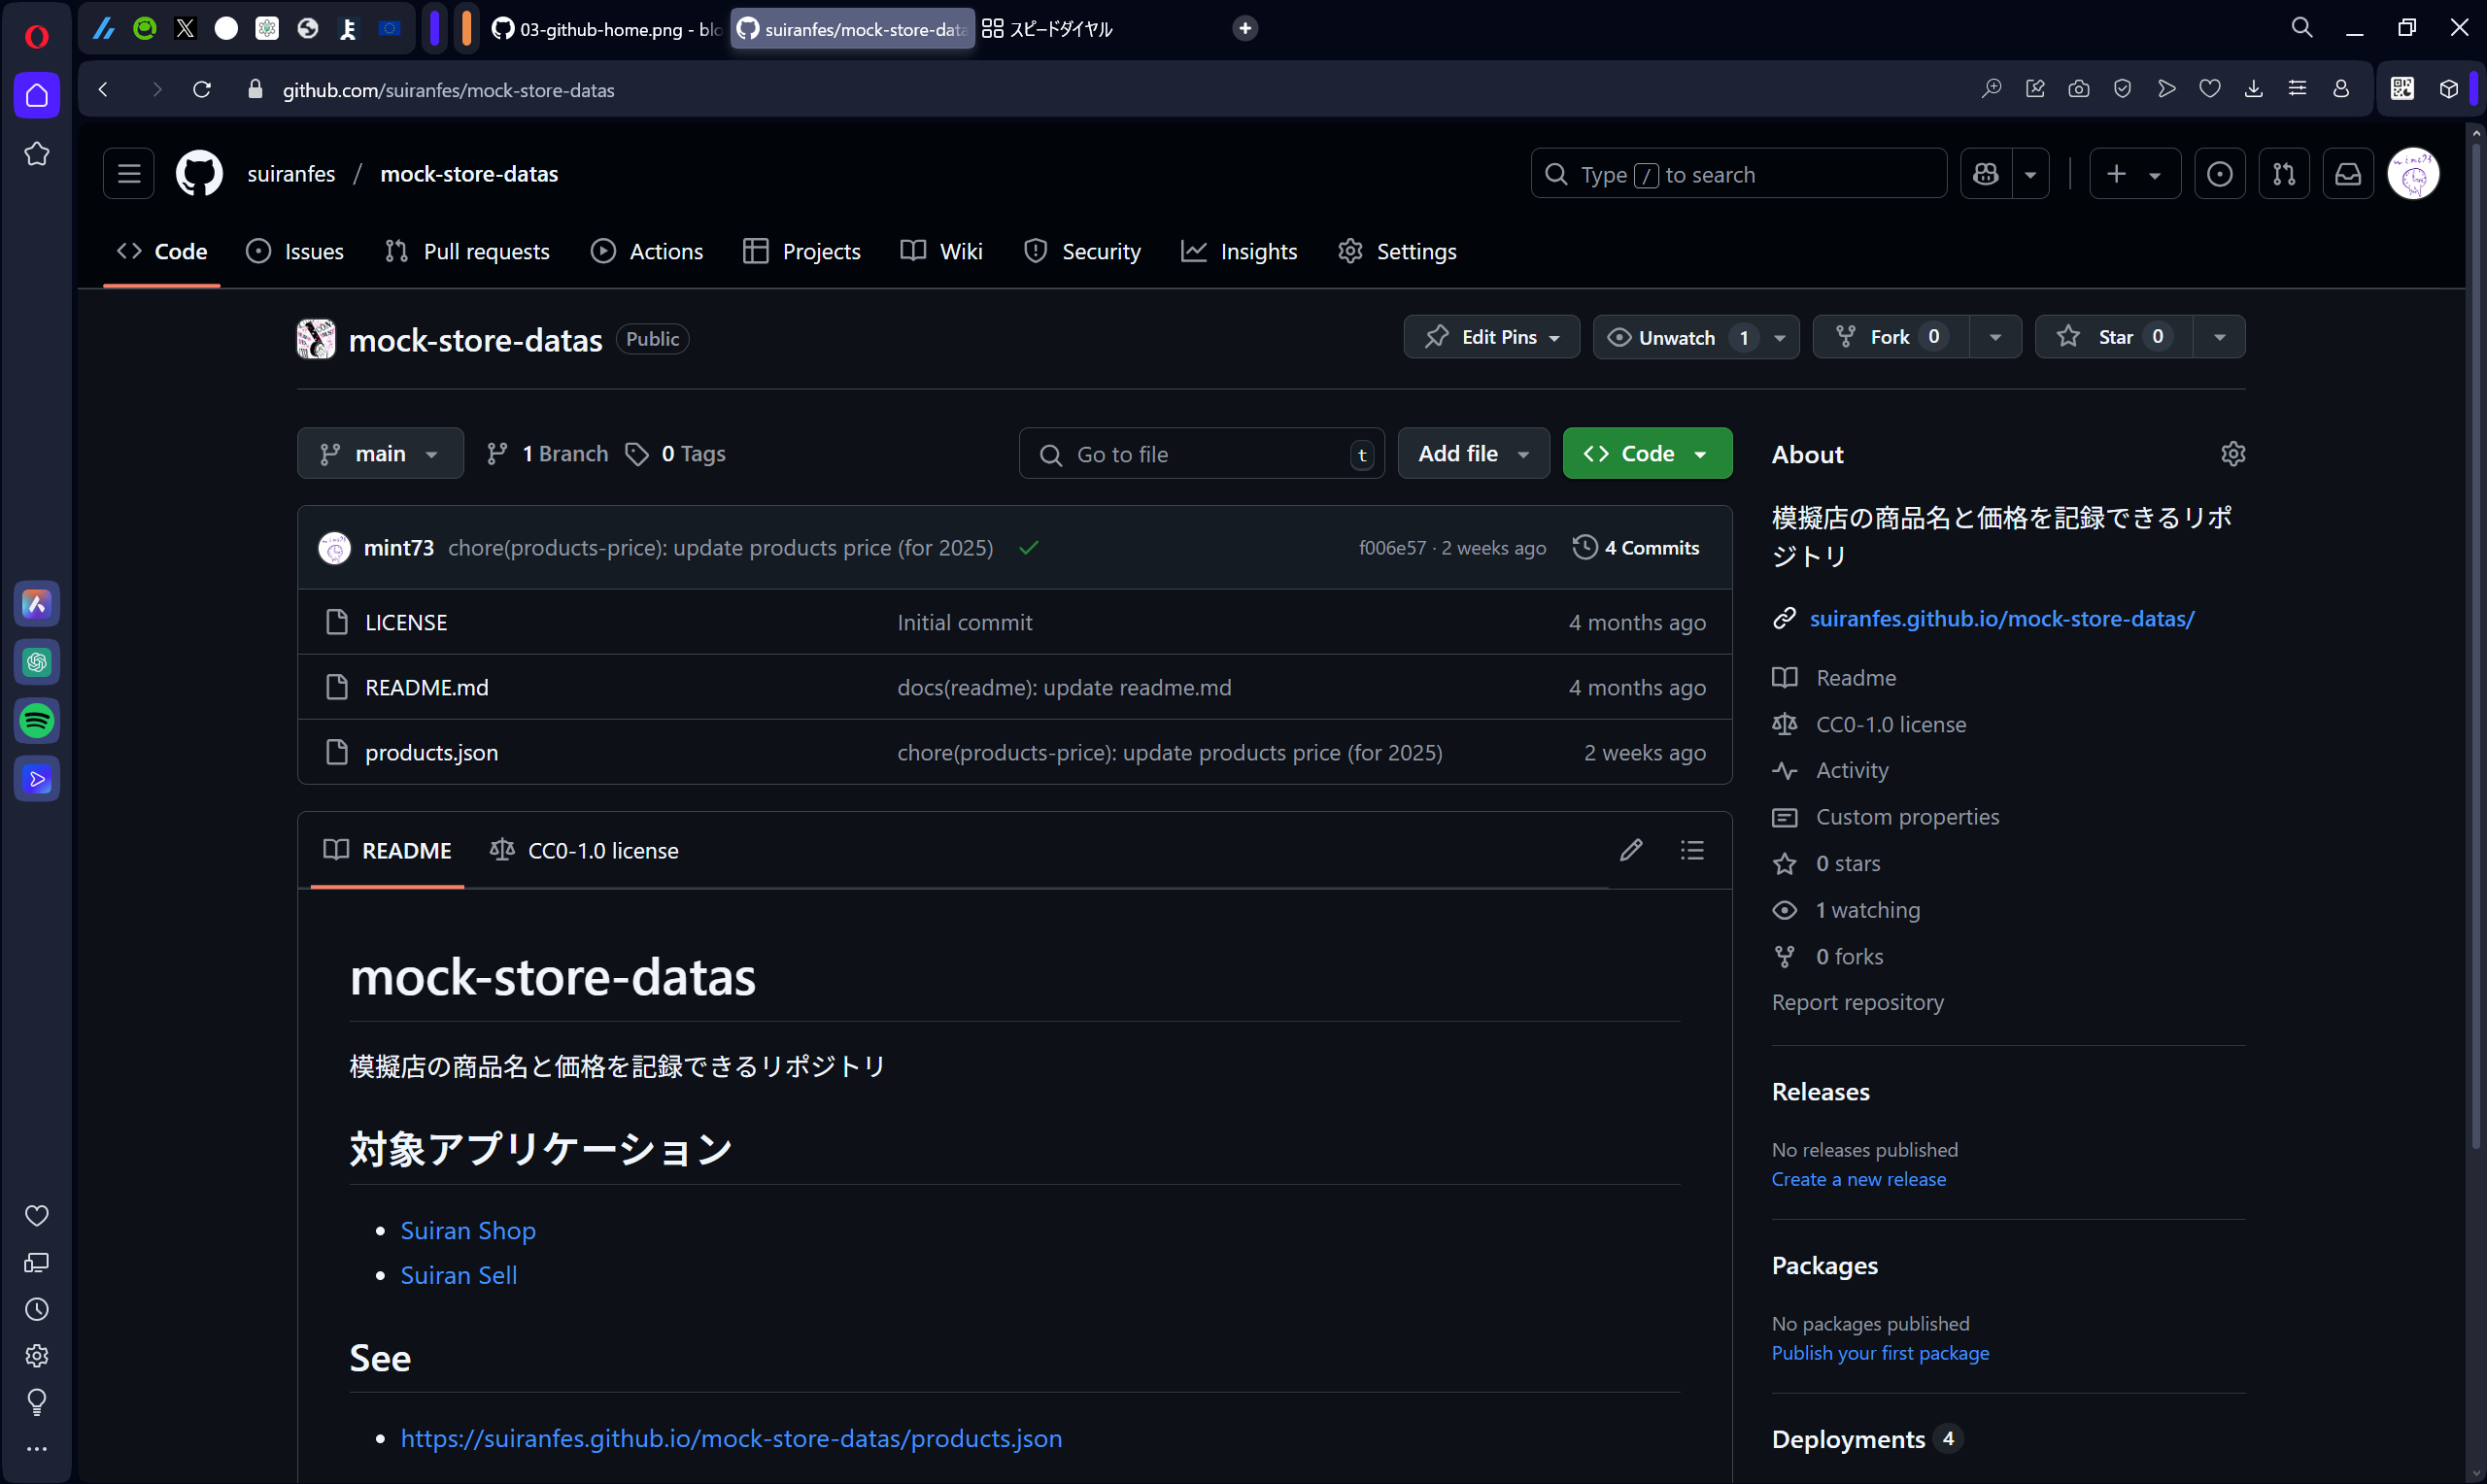 03-github-home.png - blo
suiranfes/mock-store-data
スピードダイヤル
github.com/suiranfes/mock-store-datas
suiranfes / mock-store-datas
Type / to search
Code Issues Pull requests Actions Projects Wiki Security Insights Settings
mock-store-datas Public
Edit Pins Unwatch 1 Fork 0 Star 0
main 1 Branch 0 Tags Go to file t Add file Code
mint73 chore(products-price): update products price (for 2025) f006e57 · 2 weeks ago 4 Commits
LICENSE Initial commit 4 months ago
README.md docs(readme): update readme.md 4 months ago
products.json chore(products-price): update products price (for 2025) 2 weeks ago
README CC0-1.0 license
mock-store-datas
模擬店の商品名と価格を記録できるリポジトリ
対象アプリケーション
Suiran Shop
Suiran Sell
See
https://suiranfes.github.io/mock-store-datas/products.json
About
模擬店の商品名と価格を記録できるリポ
ジトリ
suiranfes.github.io/mock-store-datas/
Readme
CC0-1.0 license
Activity
Custom properties
0 stars
1 watching
0 forks
Report repository
Releases
No releases published
Create a new release
Packages
No packages published
Publish your first package
Deployments 4